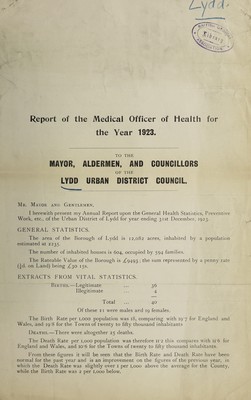 Lydd.
Library
Report of the Medical Officer of Health for
the Year 1923.
TO THE
MAYOR, ALDERMEN, AND COUNCILLORS
OF THE
LYDD URBAN DISTRICT COUNCIL.
MR. MAYOR AND GENTLEMEN,
I herewith present my Annual Report upon the General Health Statistics, Preventive
Work, etc., of the Urban District of Lydd for year ending 31st December, 1923.
GENERAL STATISTICS.
The area of the Borough of Lydd is 12,082 acres, inhabited by a population
estimated at 2235.
The number of inhabited houses is 604, occupied by 594 families.
The Rateable Value of the Borough is £9493; the sum represented by a penny rate
being
EXTRACTS FROM VITAL STATISTICS.
BIRTHS—Legitimate ... 36
Illegitimate ... 4
Total ... 40
Of these 21 were males and 19 females.
The Birth Rate per 1,000 population was 18, comparing with 19·7 for England and
Wales, and 19·8 for the Towns of twenty to fifty thousand inhabitants
DEATHS—There were altogether 25 deaths.
The Death Rate per 1,000 population was therefore 11·2 this compares with 11·6 for
England and Wales, and 10·6 for the Towns of twenty to fifty thousand inhabitants.
From these figures it will be seen that the Birth Rate and Death Rate have been
normal for the past year and is an improvement on the figures of the previous year, in
which the Death Rate was slightly over 1 per 1,000 above the average for the County,
while the Birth Rate was 2 per 1,000 below.